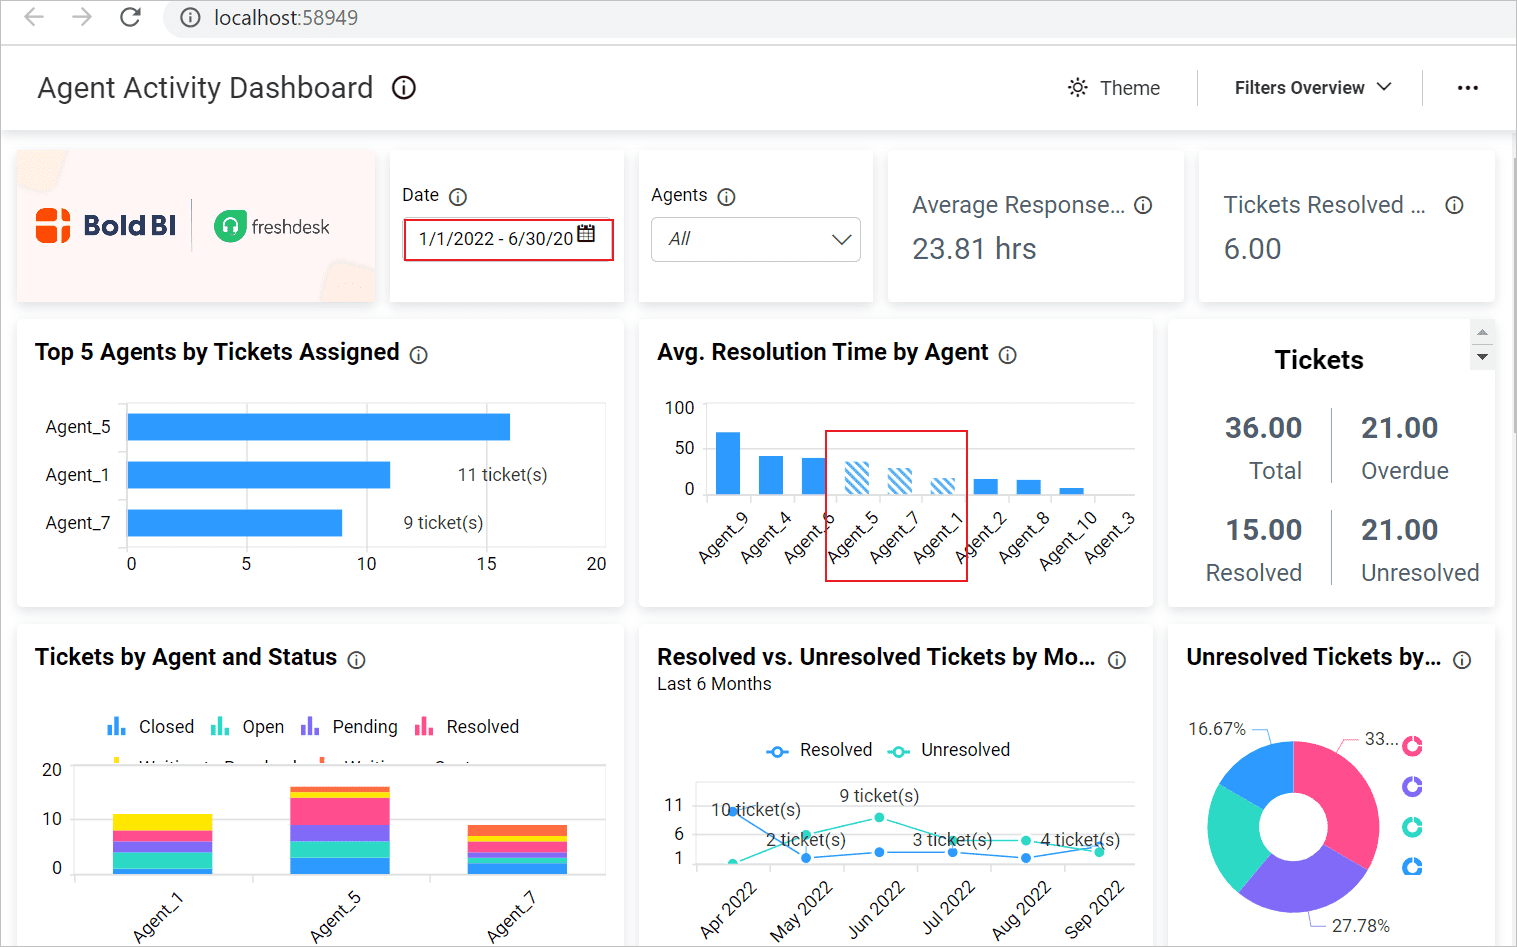 localhost:58949
Agent Activity Dashboard
Theme
Filters Overview
Bold BI
freshdesk
Date
1/1/2022 - 6/30/20
Agents
All
Average Response...
23.81 hrs
Tickets Resolved ...
6.00
Top 5 Agents by Tickets Assigned
Agent_5
Agent_1
11 ticket(s)
Agent_7
9 ticket(s)
0 5 10 15 20
Avg. Resolution Time by Agent
100
50
0
Agent_9 Agent_4 Agent_6 Agent_5 Agent_7 Agent_1 Agent_2 Agent_8 Agent_10 Agent_3
Tickets
36.00 21.00
Total Overdue
15.00 21.00
Resolved Unresolved
Tickets by Agent and Status
Closed Open Pending Resolved
20
10
0
Agent_1 Agent_5 Agent_7
Resolved vs. Unresolved Tickets by Mo...
Last 6 Months
Resolved Unresolved
11
6
1
10 ticket(s)
2 ticket(s)
9 ticket(s)
3 ticket(s)
4 ticket(s)
Apr 2022 May 2022 Jun 2022 Jul 2022 Aug 2022 Sep 2022
Unresolved Tickets by...
16.67%
33...
27.78%